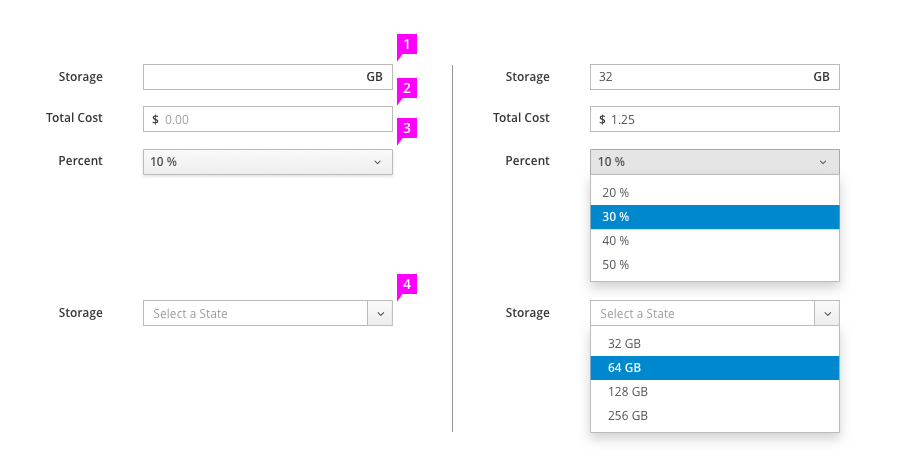 1
Storage GB
2
Total Cost $ 0.00
3
Percent 10 %
4
Storage Select a State
Storage 32 GB
Total Cost $ 1.25
Percent 10 %
20 %
30 %
40 %
50 %
Storage Select a State
32 GB
64 GB
128 GB
256 GB